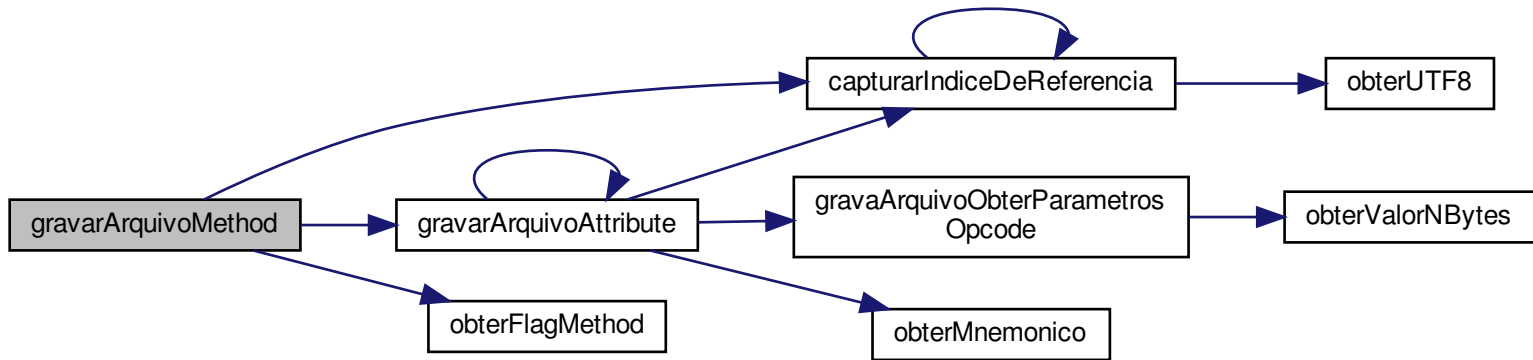 capturarIndiceDeReferencia
obterUTF8
gravarArquivoMethod
gravarArquivoAttribute
gravaArquivoObterParametros
Opcode
obterValorNBytes
obterFlagMethod
obterMnemonico